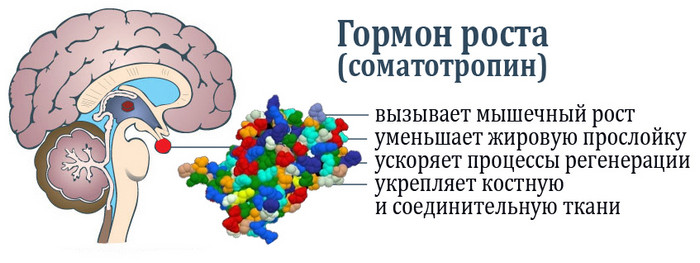 Гормон роста
(соматотропин)
вызывает мышечный рост
уменьшает жировую прослойку
ускоряет процессы регенерации
укрепляет костную
и соединительную ткани